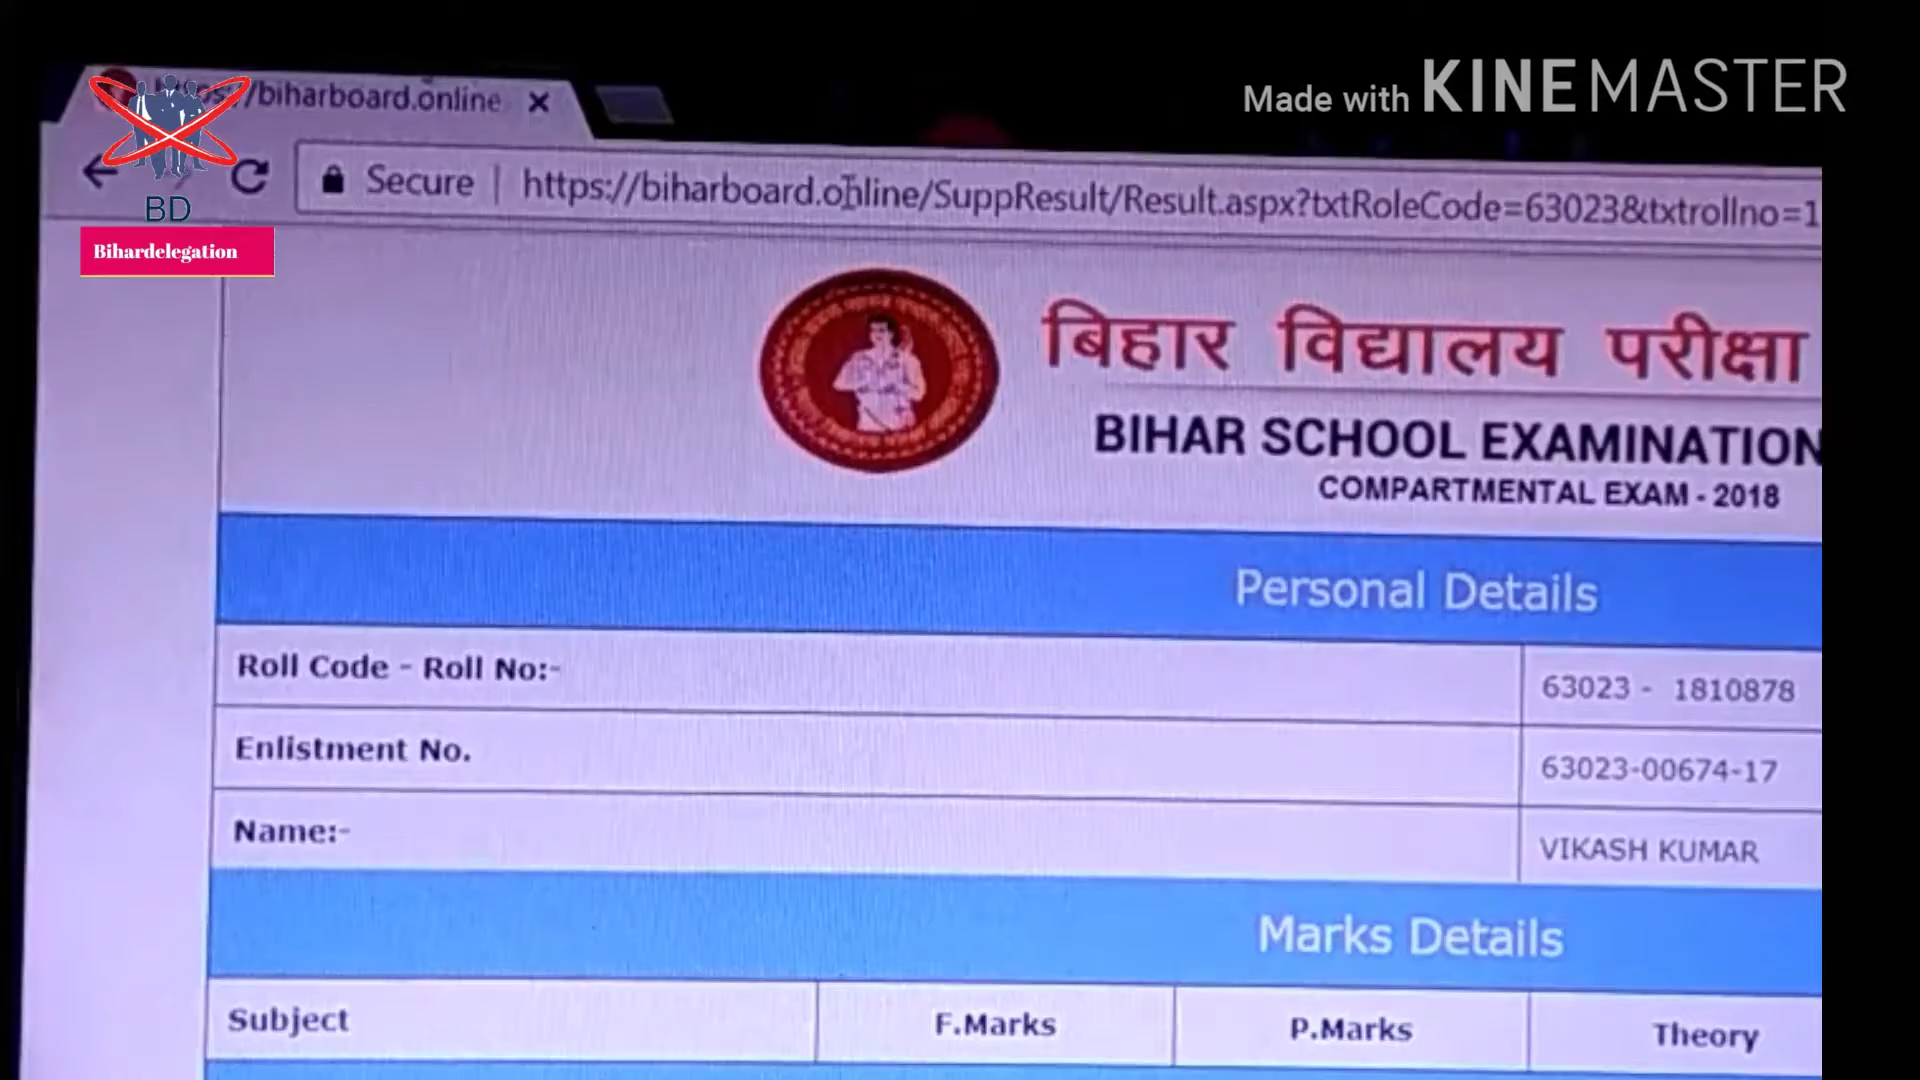 Made with KINEMASTER
/biharboard.online
Secure | https://biharboard.online/SuppResult/Result.aspx?txtRoleCode=63023&txtrollno=1
BD
Bihardelegation
बिहार विद्यालय परीक्षा
BIHAR SCHOOL EXAMINATION
COMPARTMENTAL EXAM - 2018
Personal Details
Roll Code - Roll No:- 63023 - 1810878
Enlistment No. 63023-00674-17
Name:- VIKASH KUMAR
Marks Details
Subject F.Marks P.Marks Theory